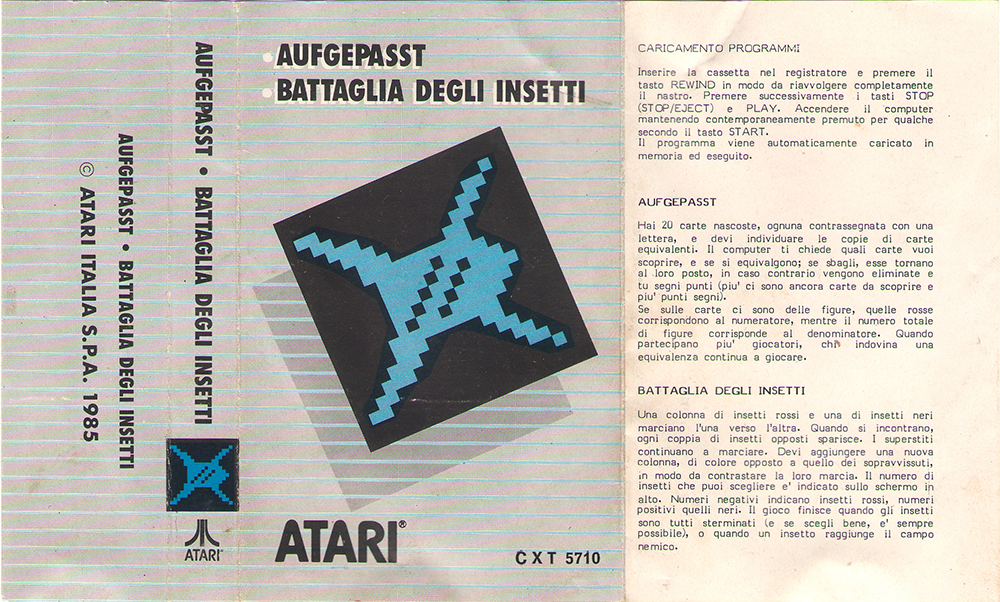 © ATARI ITALIA S.P.A. 1985
AUFGEPASST • BATTAGLIA DEGLI INSETTI
AUFGEPASST • BATTAGLIA DEGLI INSETTI
ATARI®
• AUFGEPASST
• BATTAGLIA DEGLI INSETTI
ATARI®
CXT 5710
CARICAMENTO PROGRAMMI
Inserire la cassetta nel registratore e premere il
tasto REWIND in modo da riavvolgere completamente
il nastro. Premere successivamente i tasti STOP
(STOP/EJECT) e PLAY. Accendere il computer
mantenendo contemporaneamente premuto per qualche
secondo il tasto START.
Il programma viene automaticamente caricato in
memoria ed eseguito.
AUFGEPASST
Hai 20 carte nascoste, ognuna contrassegnata con una
lettera, e devi individuare le copie di carte
equivalenti. Il computer ti chiede quali carte vuoi
scoprire, e se si equivalgono; se sbagli, esse tornano
al loro posto, in caso contrario vengono eliminate e
tu segni punti (piu' ci sono ancora carte da scoprire e
piu' punti segni).
Se sulle carte ci sono delle figure, quelle rosse
corrispondono al numeratore, mentre il numero totale
di figure corrisponde al denominatore. Quando
partecipano piu' giocatori, chi indovina una
equivalenza continua a giocare.
BATTAGLIA DEGLI INSETTI
Una colonna di insetti rossi e una di insetti neri
marciano l'una verso l'altra. Quando si incontrano,
ogni coppia di insetti opposti sparisce. I superstiti
continuano a marciare. Devi aggiungere una nuova
colonna, di colore opposto a quello dei sopravvissuti,
in modo da contrastare la loro marcia. Il numero di
insetti che puoi scegliere e' indicato sullo schermo in
alto. Numeri negativi indicano insetti rossi, numeri
positivi quelli neri. Il gioco finisce quando gli insetti
sono tutti sterminati (e se scegli bene, e' sempre
possibile), o quando un insetto raggiunge il campo
nemico.